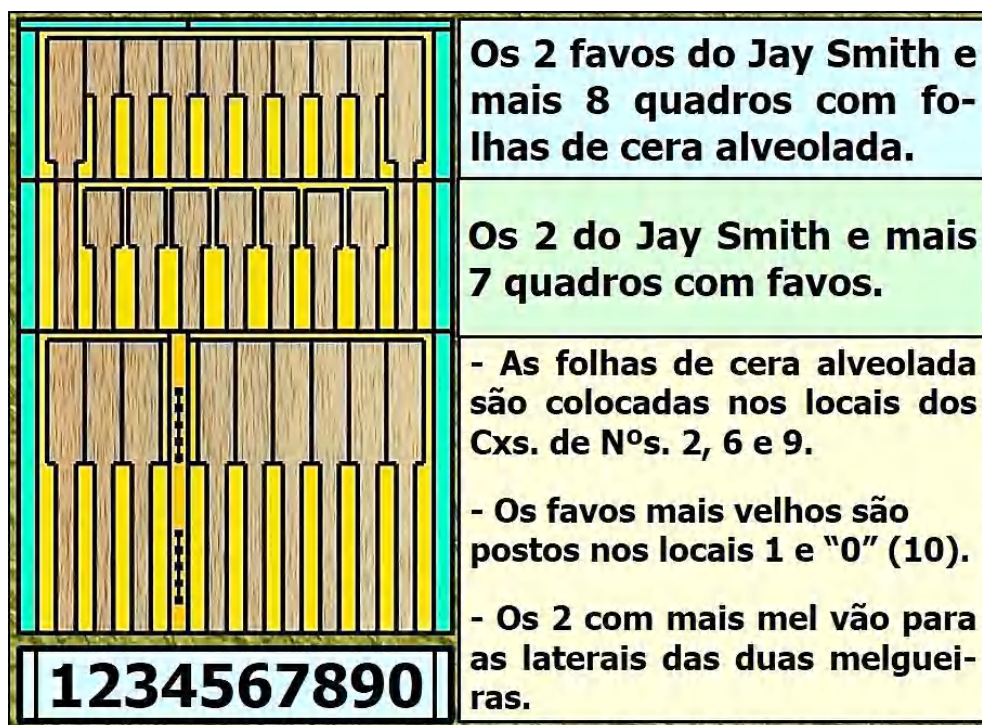 Os 2 favos do Jay Smith e
mais 8 quadros com fo-
lhas de cera alveolada.
Os 2 do Jay Smith e mais
7 quadros com favos.
- As folhas de cera alveolada
são colocadas nos locais dos
Cxs. de Nºs. 2, 6 e 9.
- Os favos mais velhos são
postos nos locais 1 e “0” (10).
- Os 2 com mais mel vão para
as laterais das duas melguei-
ras.
1234567890